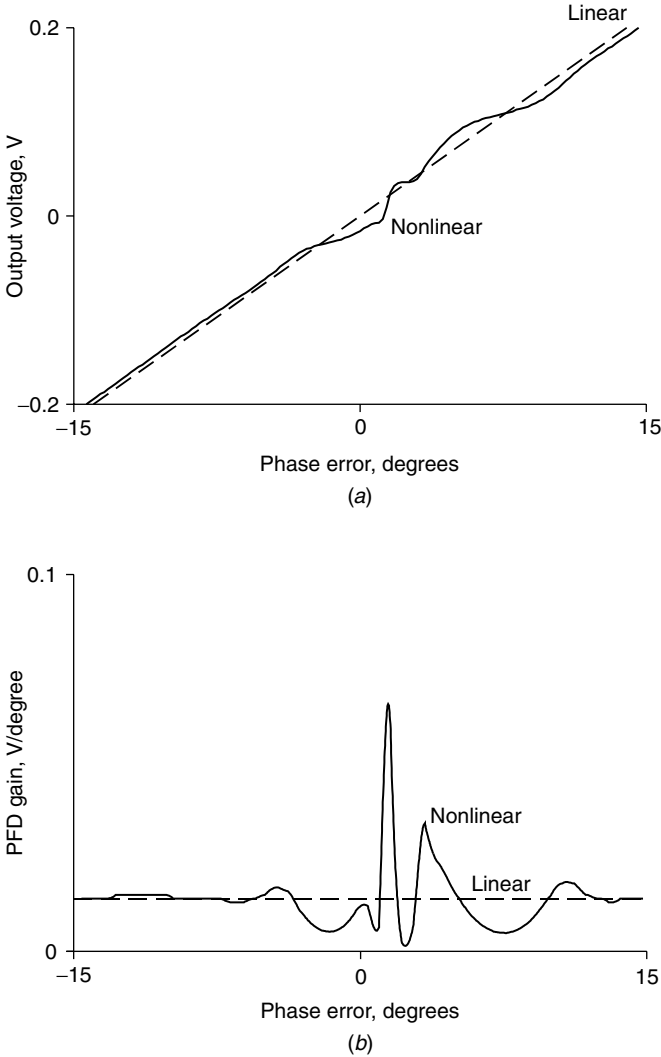 Linear
0.2
Output voltage, V
0
Nonlinear
−0.2
−15
0
15
Phase error, degrees
(a)
0.1
PFD gain, V/degree
Nonlinear
Linear
0
−15
0
15
Phase error, degrees
(b)